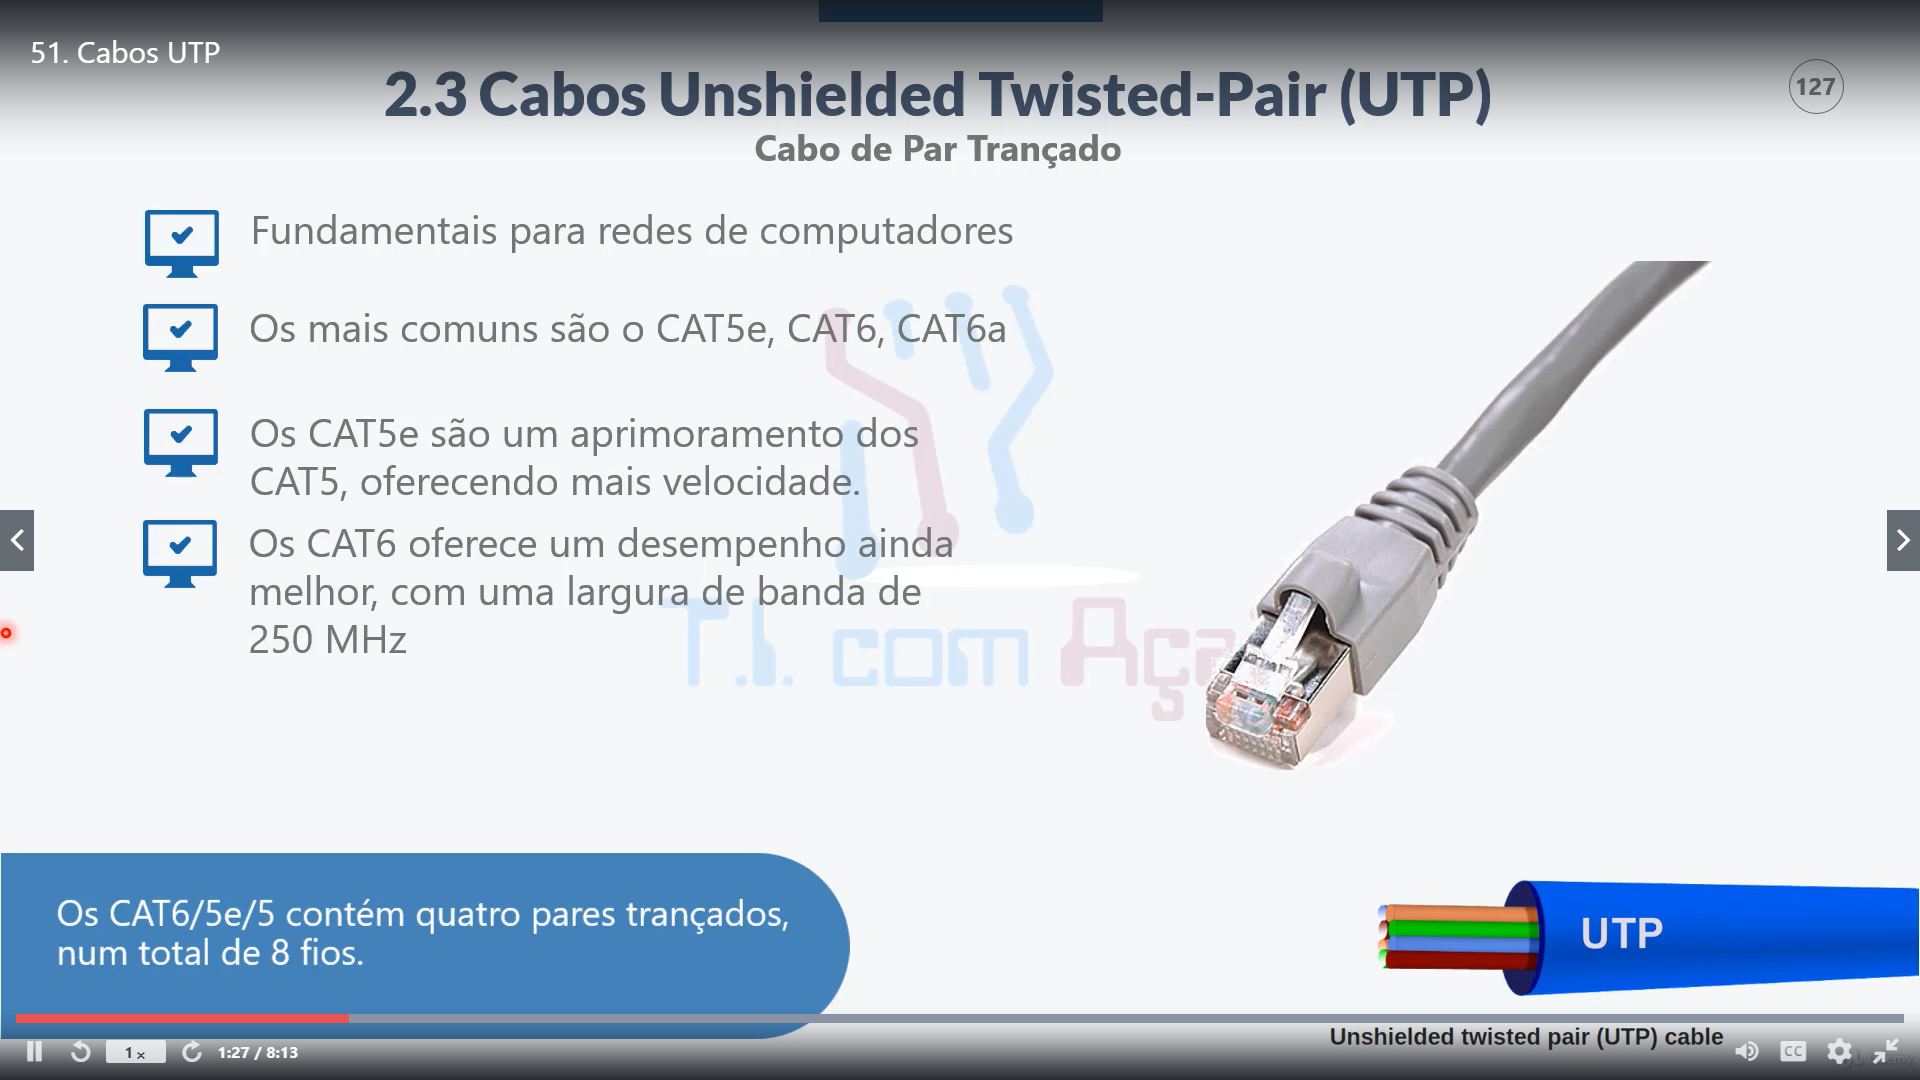 51. Cabos UTP
2.3 Cabos Unshielded Twisted-Pair (UTP)
127
Cabo de Par Trançado
Fundamentais para redes de computadores
Os mais comuns são o CAT5e, CAT6, CAT6a
Os CAT5e são um aprimoramento dos
CAT5, oferecendo mais velocidade.
Os CAT6 oferece um desempenho ainda
melhor, com uma largura de banda de
250 MHz
T.I. com Aça
Os CAT6/5e/5 contém quatro pares trançados,
num total de 8 fios.
UTP
Unshielded twisted pair (UTP) cable
1 x
1:27 / 8:13
CC